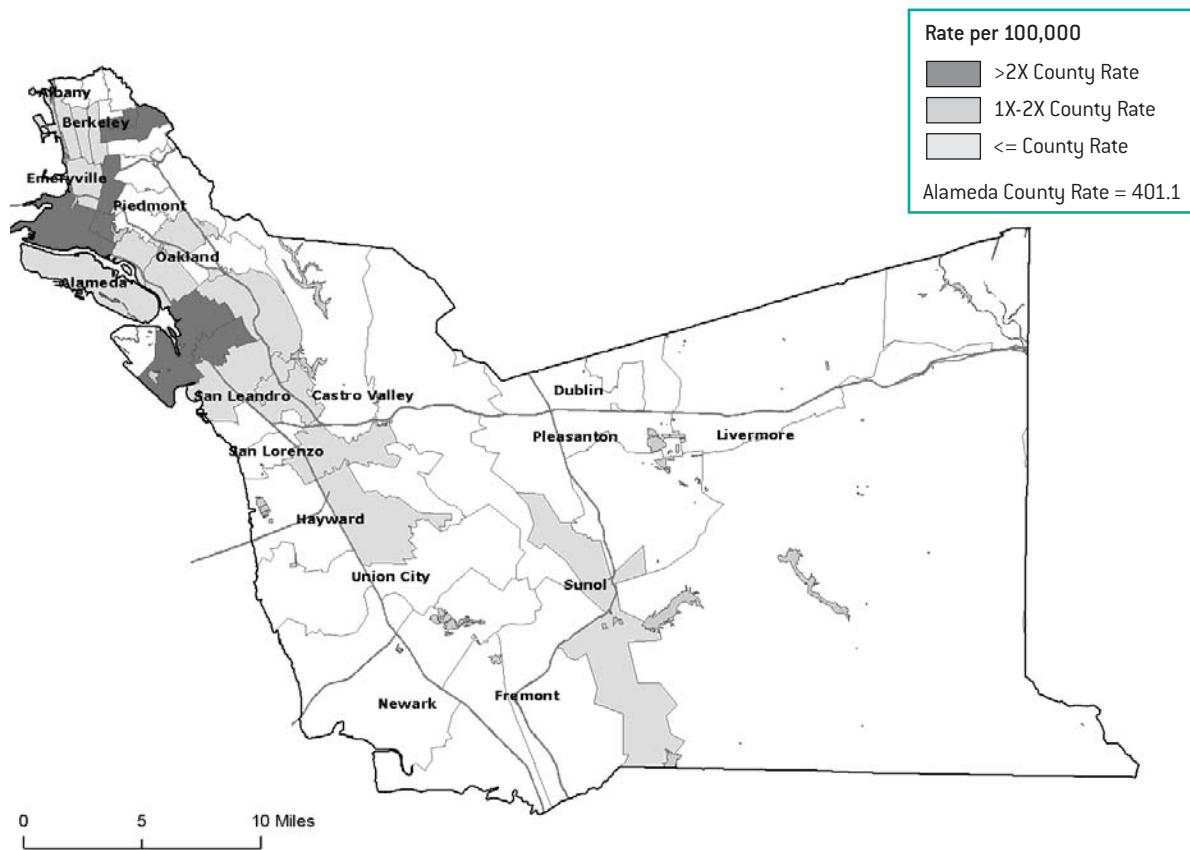 Rate per 100,000
>2X County Rate
1X-2X County Rate
<= County Rate
Alameda County Rate = 401.1
Albany
Berkeley
Emeryville
Piedmont
Oakland
Alameda
San Leandro
Castro Valley
Dublin
Pleasanton
Livermore
San Lorenzo
Hayward
Union City
Sunol
Newark
Fremont
0 5 10 Miles